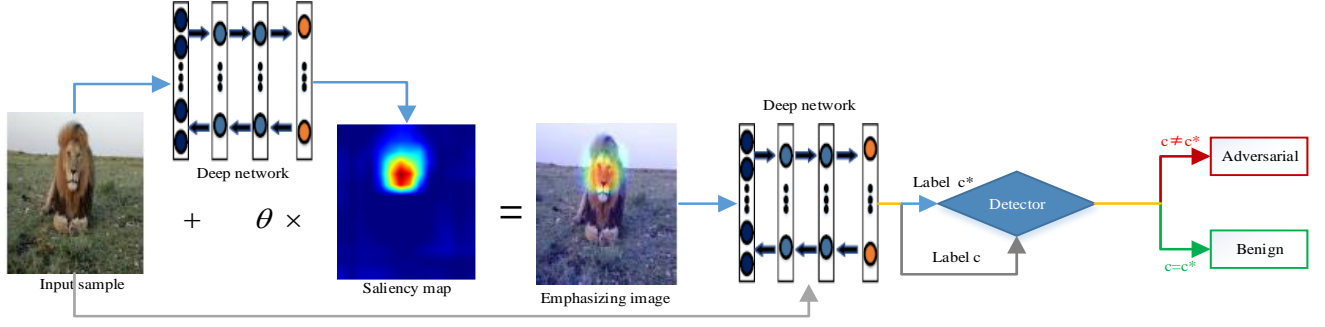 Deep network
Input sample
+ θ ×
Saliency map
=
Emphasizing image
Deep network
Label c*
Label c
Detector
c≠c*
Adversarial
c=c*
Benign